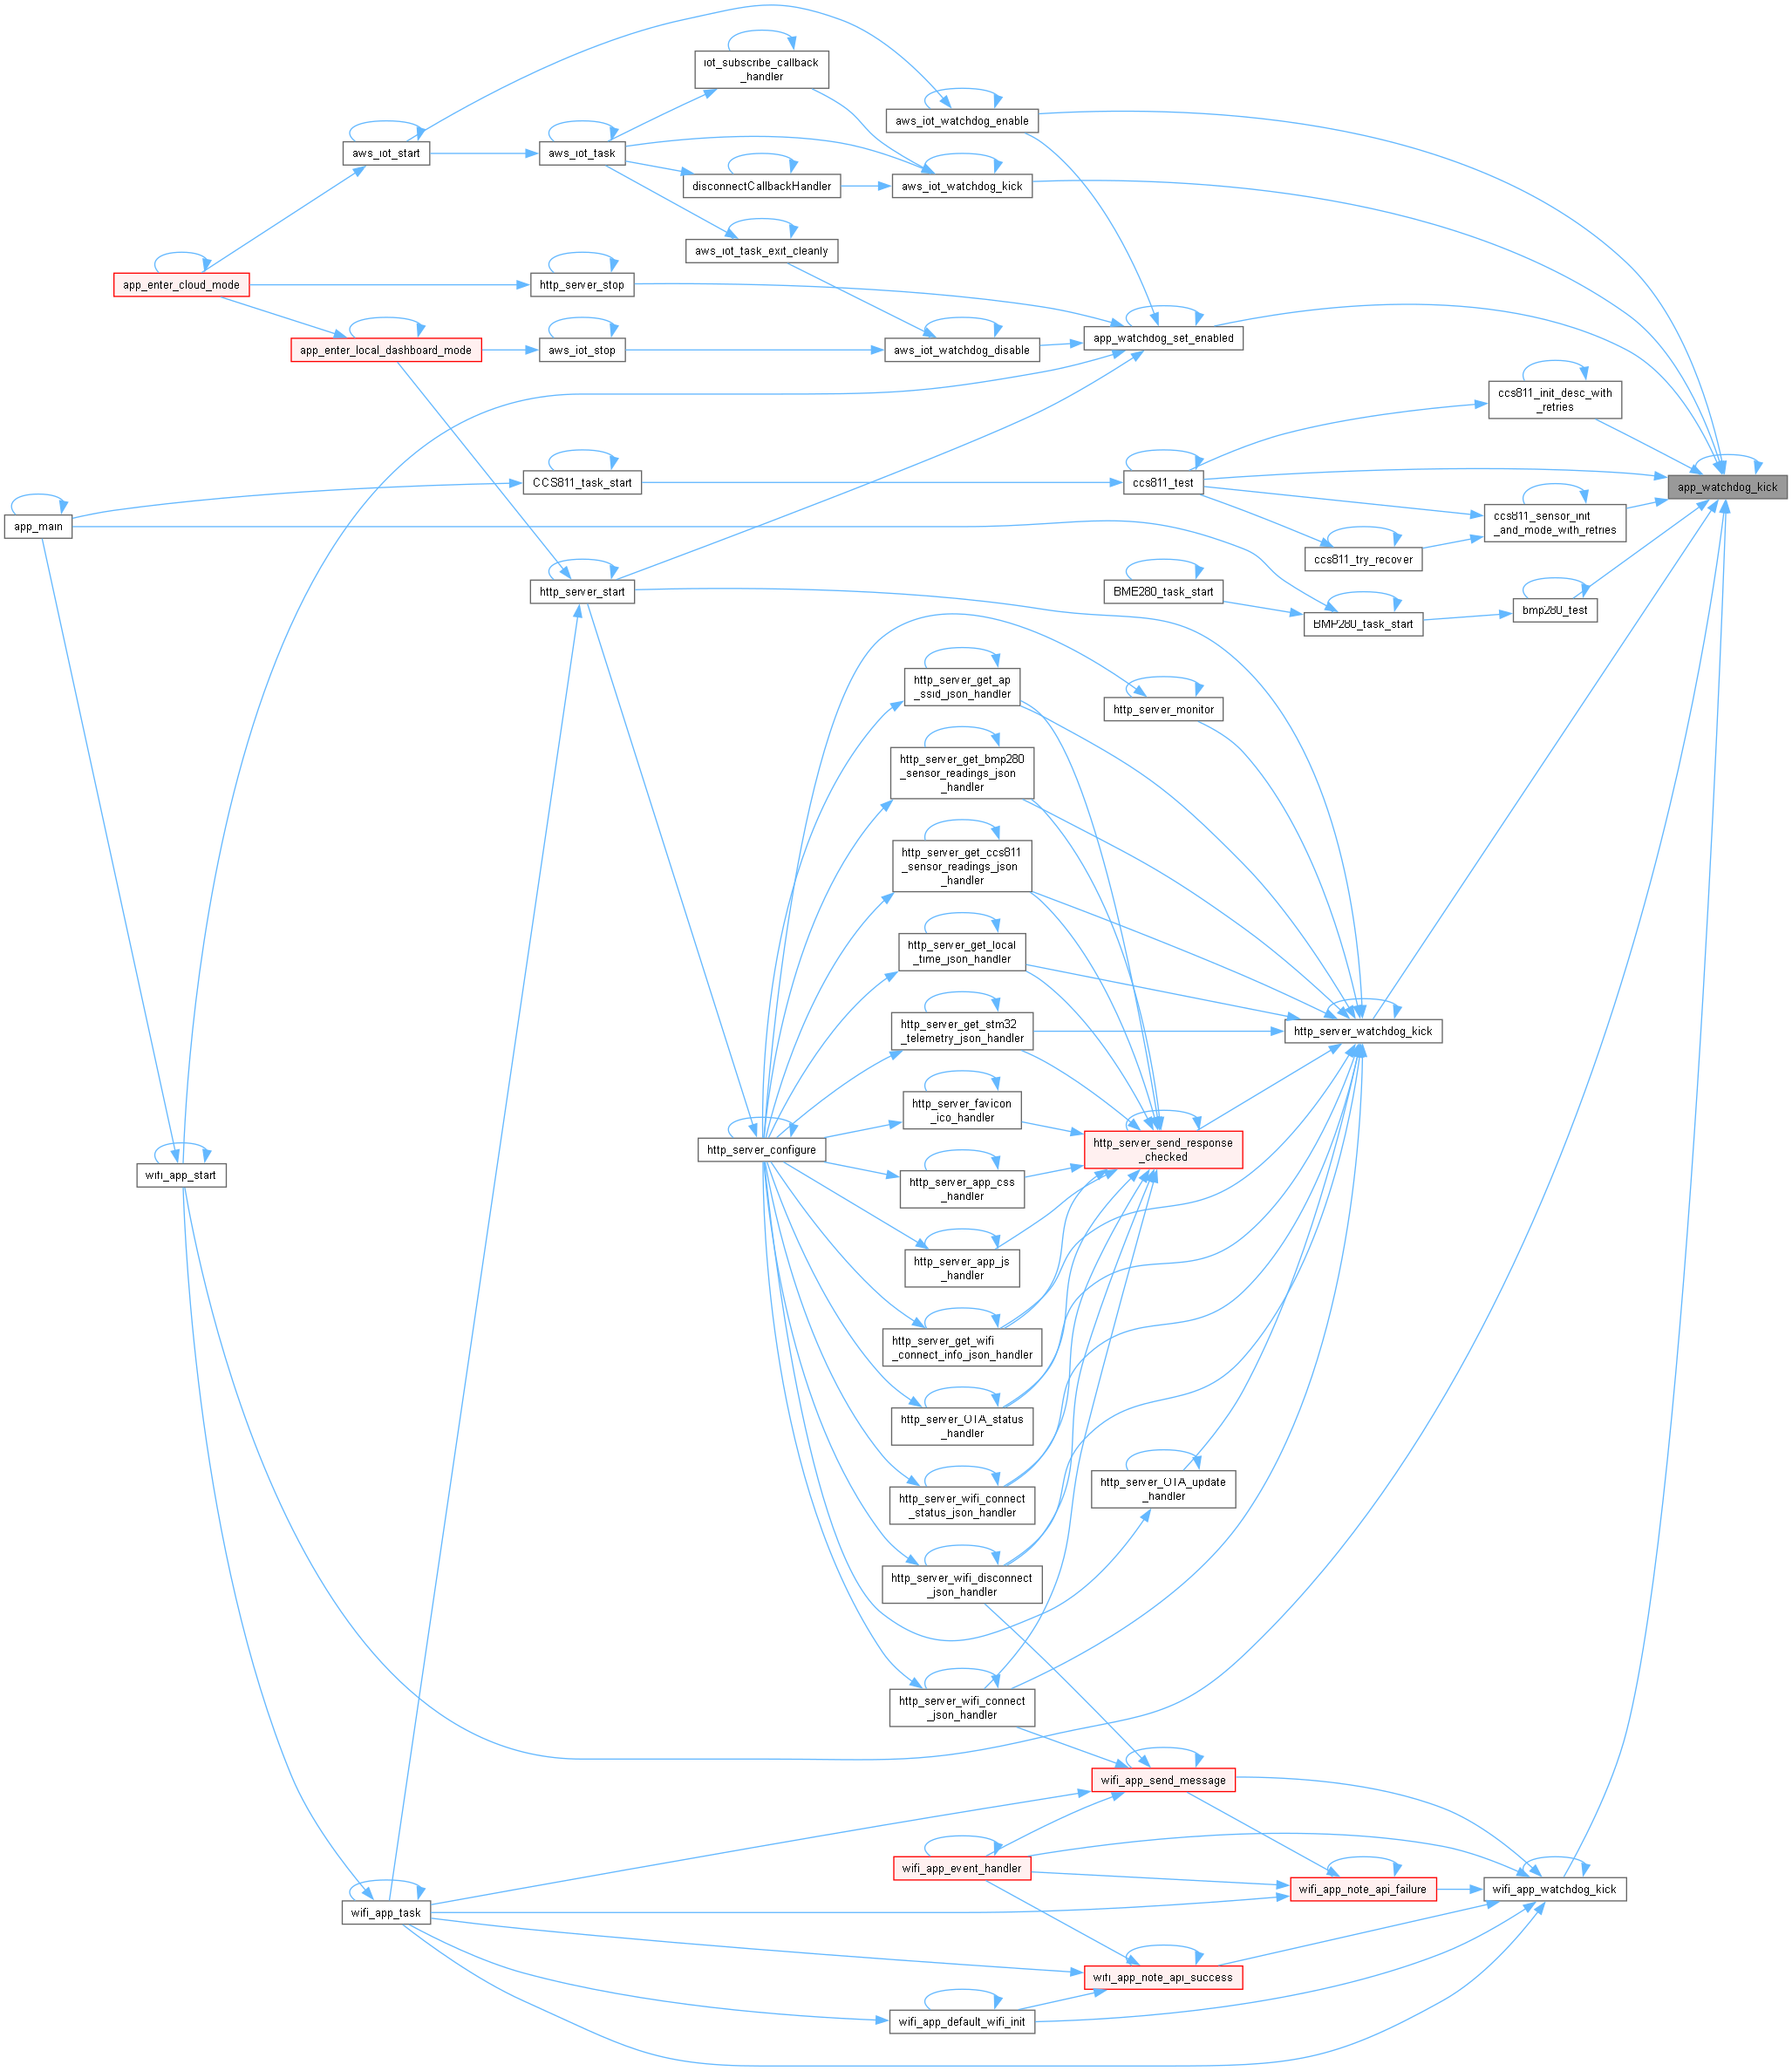 iot_subscribe_callback
_handler
aws_iot_watchdog_enable
aws_iot_start
aws_iot_task
disconnectCallbackHandler
aws_iot_watchdog_kick
aws_iot_task_exit_cleanly
app_enter_cloud_mode
http_server_stop
app_watchdog_set_enabled
app_enter_local_dashboard_mode
aws_iot_stop
aws_iot_watchdog_disable
ccs811_init_desc_with
_retries
CCS811_task_start
ccs811_test
app_watchdog_kick
app_main
ccs811_sensor_init
_and_mode_with_retries
ccs811_try_recover
http_server_start
BME280_task_start
bmp280_test
BMP280_task_start
http_server_get_ap
_ssid_json_handler
http_server_monitor
http_server_get_bmp280
_sensor_readings_json
_handler
http_server_get_ccs811
_sensor_readings_json
_handler
http_server_get_local
_time_json_handler
http_server_get_stm32
_telemetry_json_handler
http_server_watchdog_kick
http_server_favicon
_ico_handler
http_server_configure
http_server_send_response
_checked
wifi_app_start
http_server_app_css
_handler
http_server_app_js
_handler
http_server_get_wifi
_connect_info_json_handler
http_server_OTA_status
_handler
http_server_OTA_update
_handler
http_server_wifi_connect
_status_json_handler
http_server_wifi_disconnect
_json_handler
http_server_wifi_connect
_json_handler
wifi_app_send_message
wifi_app_event_handler
wifi_app_note_api_failure
wifi_app_watchdog_kick
wifi_app_task
wifi_app_note_api_success
wifi_app_default_wifi_init